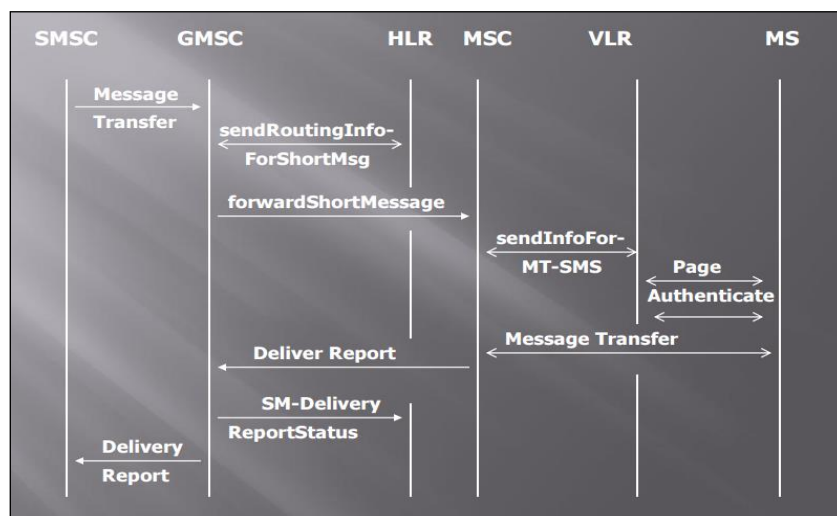 SMSC GMSC HLR MSC VLR MS
Message
Transfer
sendRoutingInfo-
ForShortMsg
forwardShortMessage
sendInfoFor-
MT-SMS
Page
Authenticate
Message Transfer
Deliver Report
SM-Delivery
ReportStatus
Delivery
Report